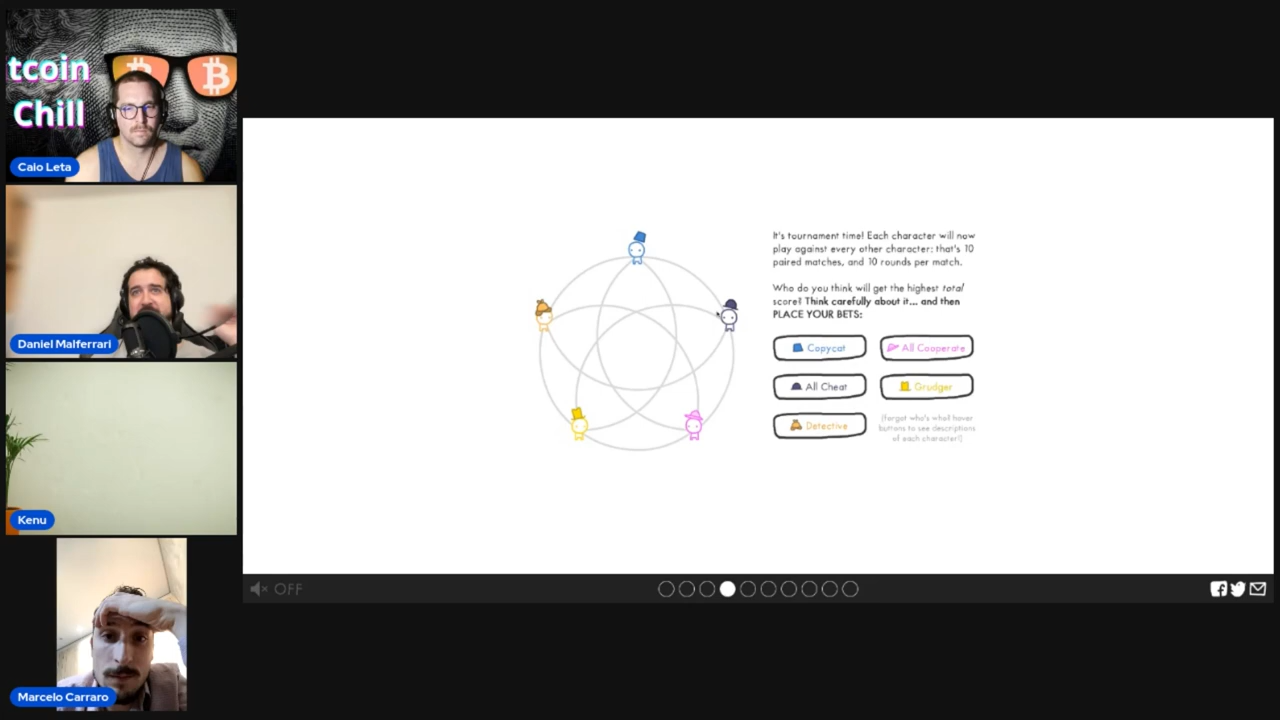 tcoin
Chill
Caio Leta
Daniel Malferrari
Kenu
Marcelo Carraro
It's tournament time! Each character will now
play against every other character: that's 10
paired matches, and 10 rounds per match.
Who do you think will get the highest total
score? Think carefully about it... and then
PLACE YOUR BETS:
Copycat
All Cooperate
All Cheat
Grudger
Detective
(forgot who's who? hover
buttons to see descriptions
of each character!)
OFF